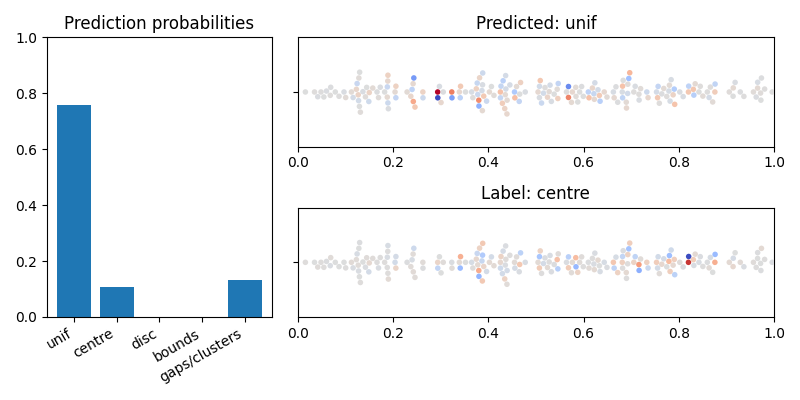 Prediction probabilities
1.0
0.8
0.6
0.4
0.2
0.0
unif
centre
disc
bounds
gaps/clusters
Predicted: unif
0.0 0.2 0.4 0.6 0.8 1.0
Label: centre
0.0 0.2 0.4 0.6 0.8 1.0